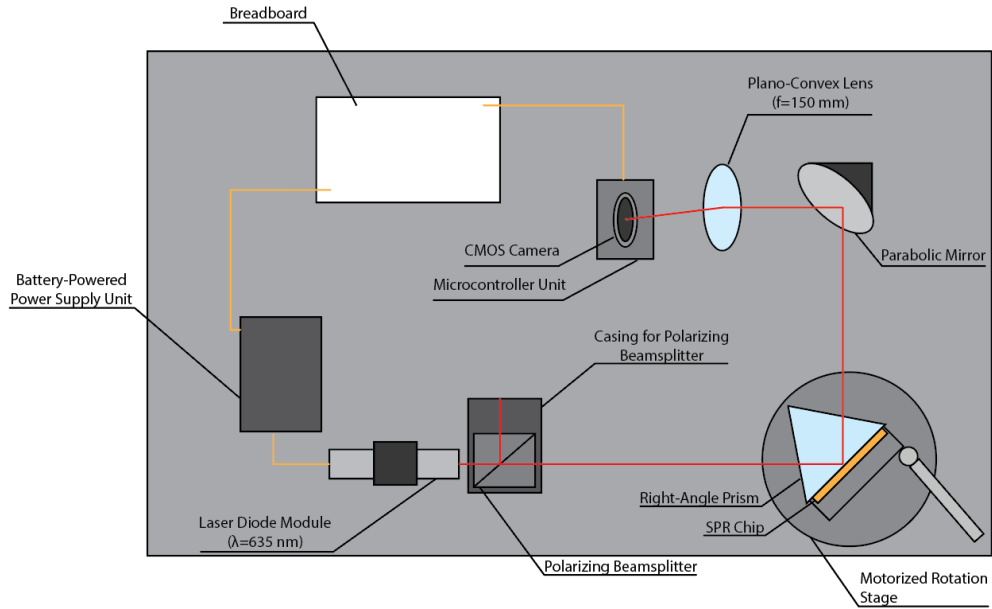 Breadboard
Plano-Convex Lens
(f=150 mm)
CMOS Camera
Microcontroller Unit
Parabolic Mirror
Battery-Powered
Power Supply Unit
Casing for Polarizing
Beamsplitter
Right-Angle Prism
SPR Chip
Laser Diode Module
(λ=635 nm)
Polarizing Beamsplitter
Motorized Rotation
Stage